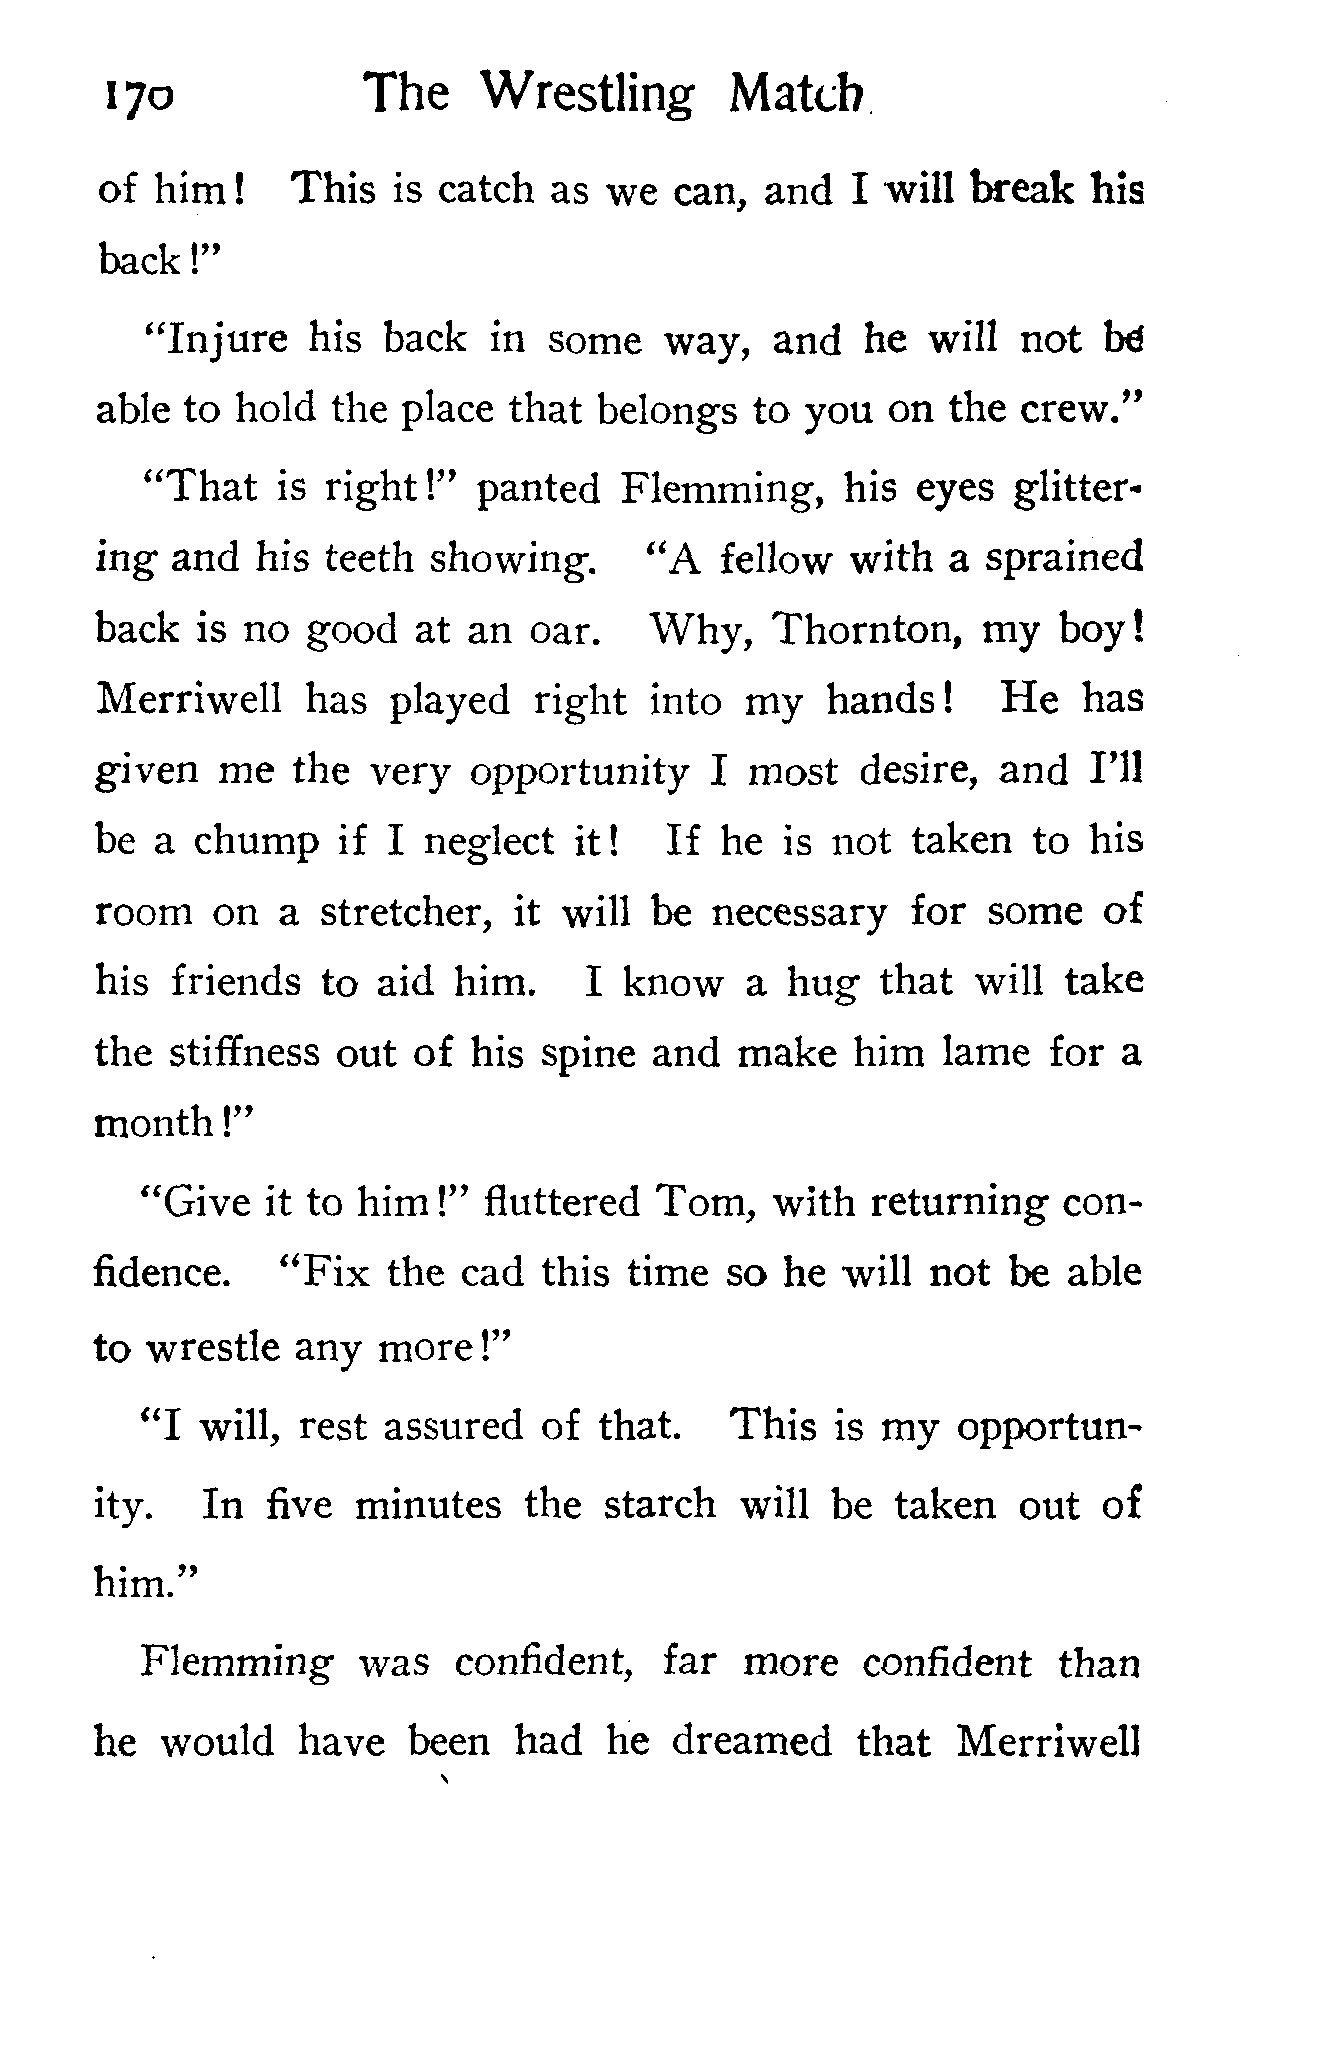 170 The Wrestling Match
of him! This is catch as we can, and I will break his
back!”
“Injure his back in some way, and he will not be
able to hold the place that belongs to you on the crew.”
“That is right!” panted Flemming, his eyes glitter-
ing and his teeth showing. “A fellow with a sprained
back is no good at an oar. Why, Thornton, my boy!
Merriwell has played right into my hands! He has
given me the very opportunity I most desire, and I’ll
be a chump if I neglect it! If he is not taken to his
room on a stretcher, it will be necessary for some of
his friends to aid him. I know a hug that will take
the stiffness out of his spine and make him lame for a
month!”
“Give it to him!” fluttered Tom, with returning con-
fidence. “Fix the cad this time so he will not be able
to wrestle any more!”
“I will, rest assured of that. This is my opportun-
ity. In five minutes the starch will be taken out of
him.”
Flemming was confident, far more confident than
he would have been had he dreamed that Merriwell